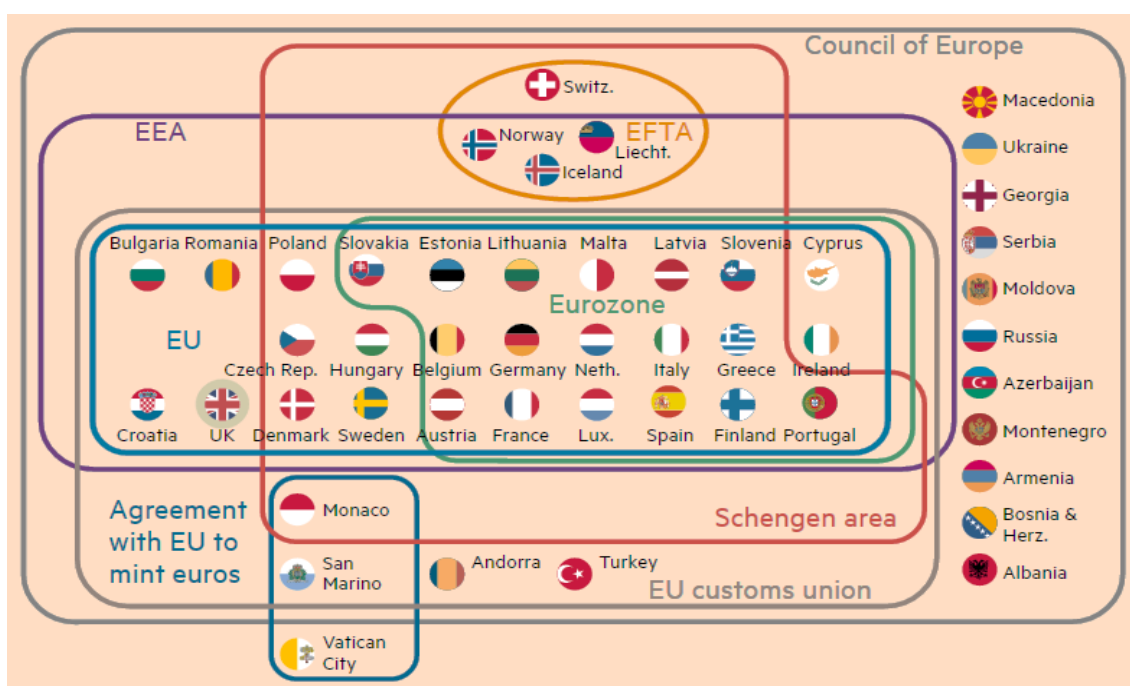 Council of Europe
Switz.
EEA
Norway
EFTA
Liecht.
Iceland
Macedonia
Ukraine
Georgia
Serbia
Moldova
Russia
Azerbaijan
Montenegro
Armenia
Bosnia &
Herz.
Albania
Bulgaria Romania Poland Slovakia Estonia Lithuania Malta Latvia Slovenia Cyprus
Eurozone
EU
Czech Rep. Hungary Belgium Germany Neth. Italy Greece Ireland
Croatia UK Denmark Sweden Austria France Lux. Spain Finland Portugal
Agreement
with EU to
mint euros
Monaco
San
Marino
Vatican
City
Andorra
Turkey
Schengen area
EU customs union